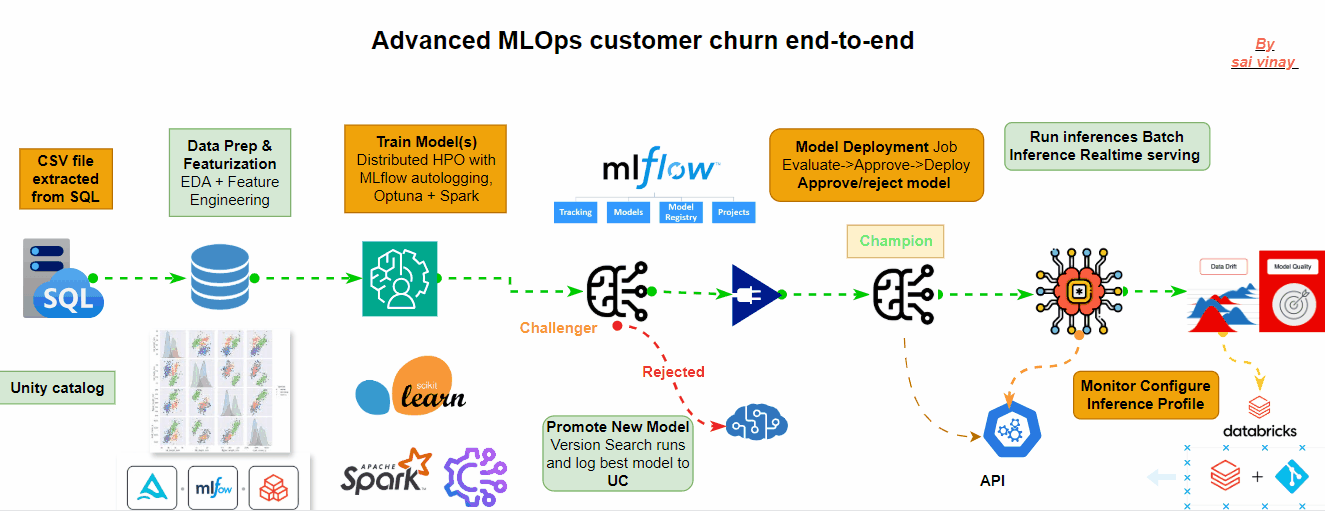 Advanced MLOps customer churn end-to-end
By
sai vinay
CSV file
extracted
from SQL
Data Prep &
Featurization
EDA + Feature
Engineering
Train Model(s)
Distributed HPO with
MLflow autologging,
Optuna + Spark
mlflow™
Tracking
Models
Model
Registry
Projects
Model Deployment Job
Evaluate->Approve->Deploy
Approve/reject model
Run inferences Batch
Inference Realtime serving
Champion
SQL
Data Drift
Model Quality
Challenger
Rejected
Unity catalog
scikit
learn
Promote New Model
Version Search runs
and log best model to
UC
Monitor Configure
Inference Profile
databricks
APACHE
Spark™
mlflow
API
+